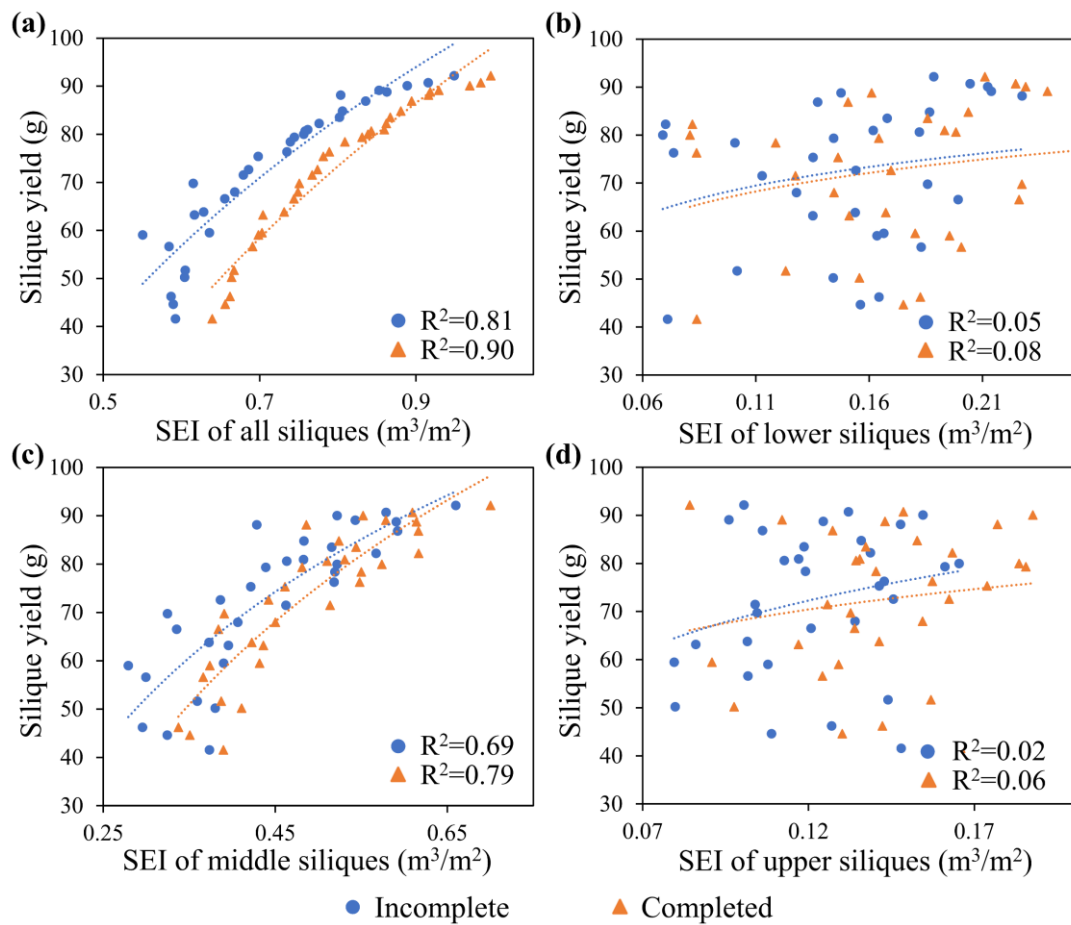 (a)
Silique yield (g)
100
90
80
70
60
50
40
30
0.5
0.7
0.9
R²=0.81
R²=0.90
SEI of all siliques (m³/m²)
(b)
Silique yield (g)
100
90
80
70
60
50
40
30
0.06
0.11
0.16
0.21
R²=0.05
R²=0.08
SEI of lower siliques (m³/m²)
(c)
Silique yield (g)
100
90
80
70
60
50
40
30
0.25
0.45
0.65
R²=0.69
R²=0.79
SEI of middle siliques (m³/m²)
(d)
Silique yield (g)
100
90
80
70
60
50
40
30
0.07
0.12
0.17
R²=0.02
R²=0.06
SEI of upper siliques (m³/m²)
Incomplete
Completed